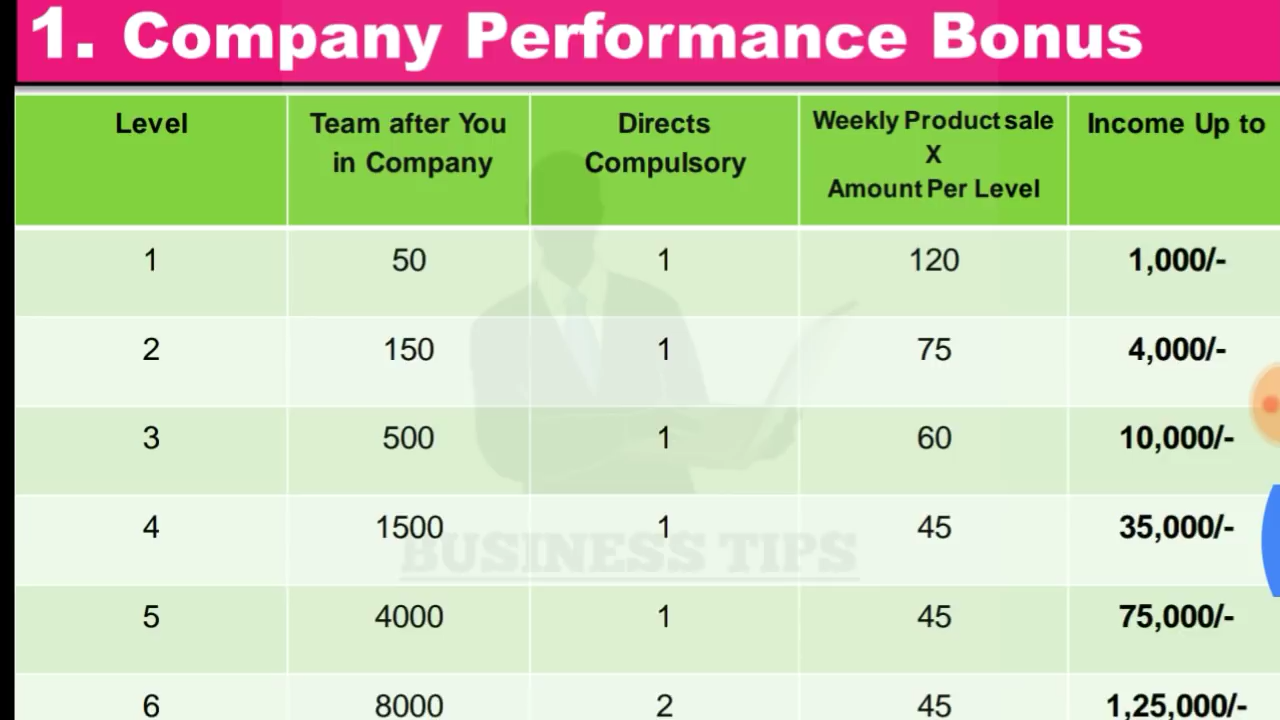 1. Company Performance Bonus
Level
Team after You
in Company
Directs
Compulsory
Weekly Product sale
X
Amount Per Level
Income Up to
1 50 1 120 1,000/-
2 150 1 75 4,000/-
3 500 1 60 10,000/-
4 1500 1 45 35,000/-
BUSINESS TIPS
5 4000 1 45 75,000/-
6 8000 2 45 1,25,000/-